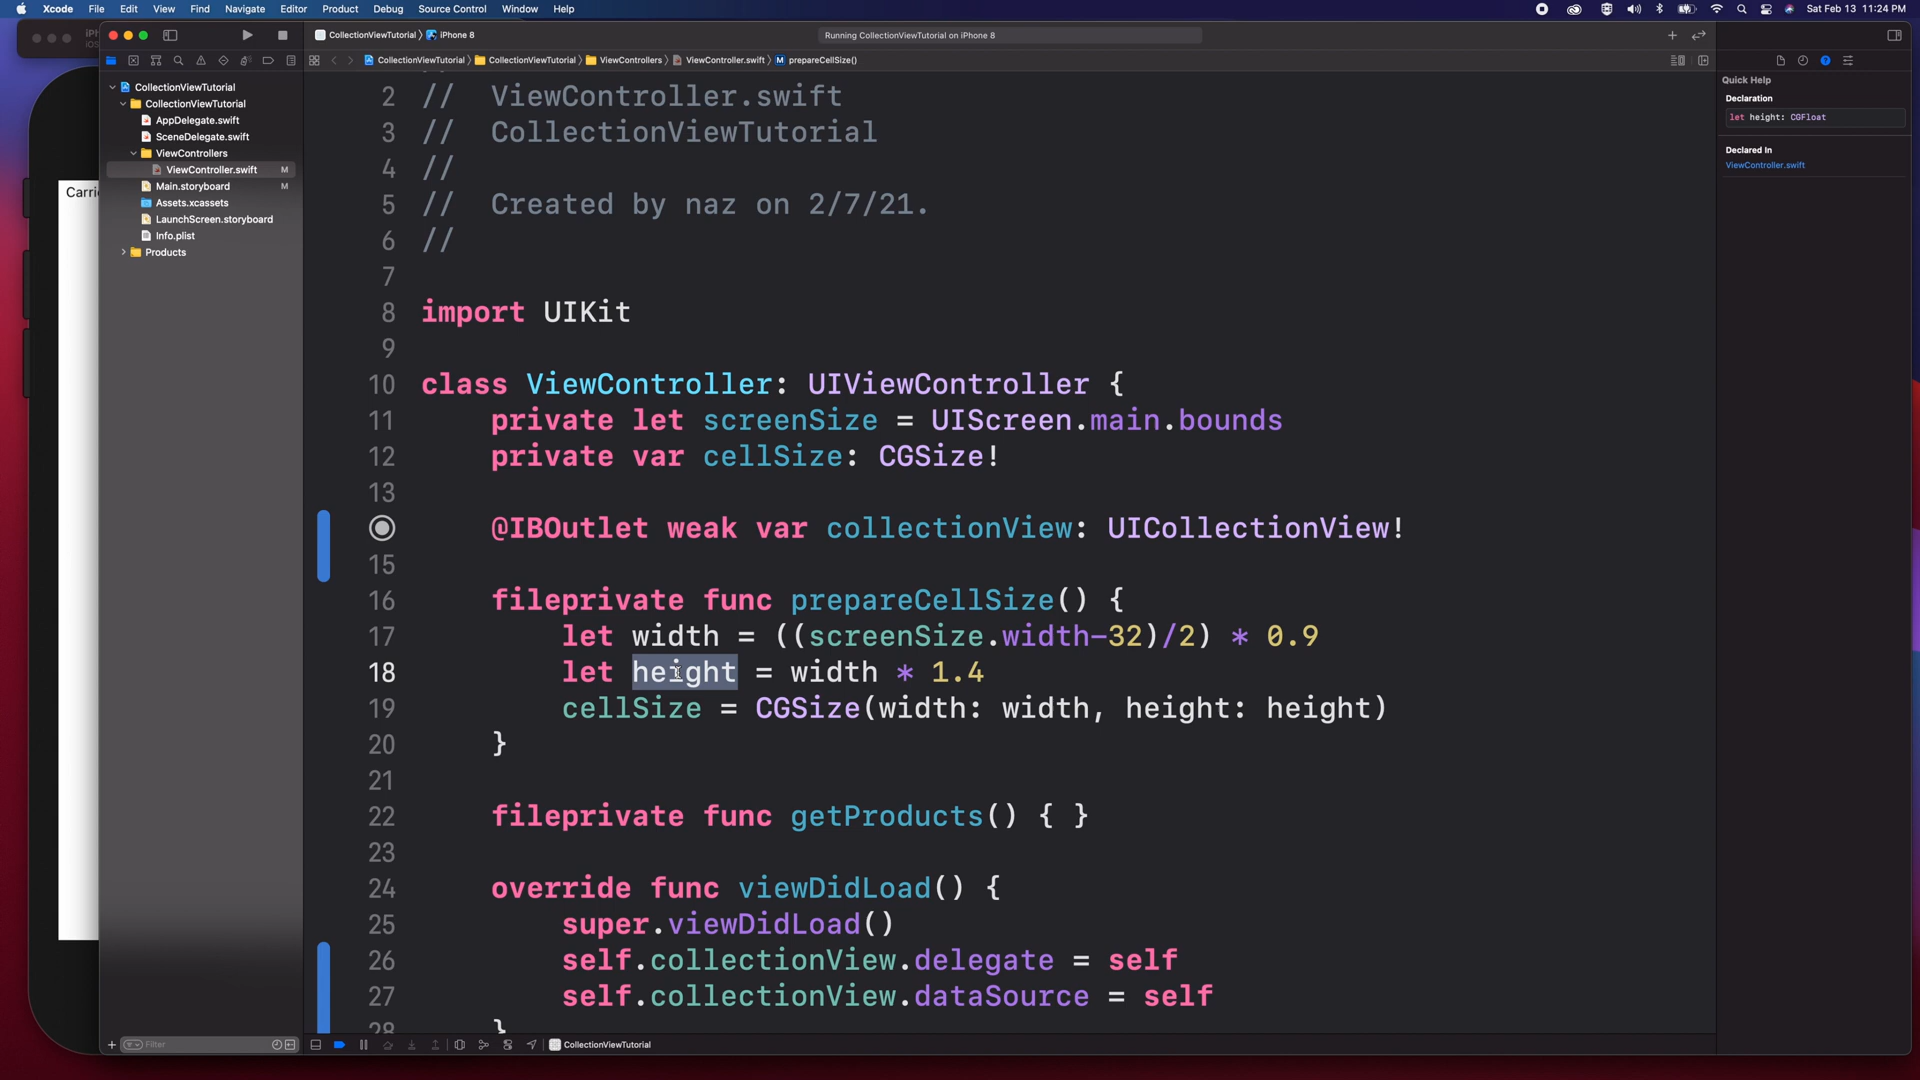 Xcode File Edit View Find Navigate Editor Product Debug Source Control Window Help Sat Feb 13 11:24 PM
CollectionViewTutorial 〉 iPhone 8 Running CollectionViewTutorial on iPhone 8
CollectionViewTutorial 〉 CollectionViewTutorial 〉 ViewControllers 〉 ViewController.swift 〉 M prepareCellSize()
CollectionViewTutorial
CollectionViewTutorial
AppDelegate.swift
SceneDelegate.swift
ViewControllers
ViewController.swift M
Main.storyboard M
Assets.xcassets
LaunchScreen.storyboard
Info.plist
Products
Filter
Carri
2 // ViewController.swift
3 // CollectionViewTutorial
4 //
5 // Created by naz on 2/7/21.
6 //
7
8 import UIKit
9
10 class ViewController: UIViewController {
11 private let screenSize = UIScreen.main.bounds
12 private var cellSize: CGSize!
13
@IBOutlet weak var collectionView: UICollectionView!
15
16 fileprivate func prepareCellSize() {
17 let width = ((screenSize.width-32)/2) * 0.9
18 let height = width * 1.4
19 cellSize = CGSize(width: width, height: height)
20 }
21
22 fileprivate func getProducts() { }
23
24 override func viewDidLoad() {
25 super.viewDidLoad()
26 self.collectionView.delegate = self
27 self.collectionView.dataSource = self
28 }
CollectionViewTutorial
Quick Help
Declaration
let height: CGFloat
Declared In
ViewController.swift